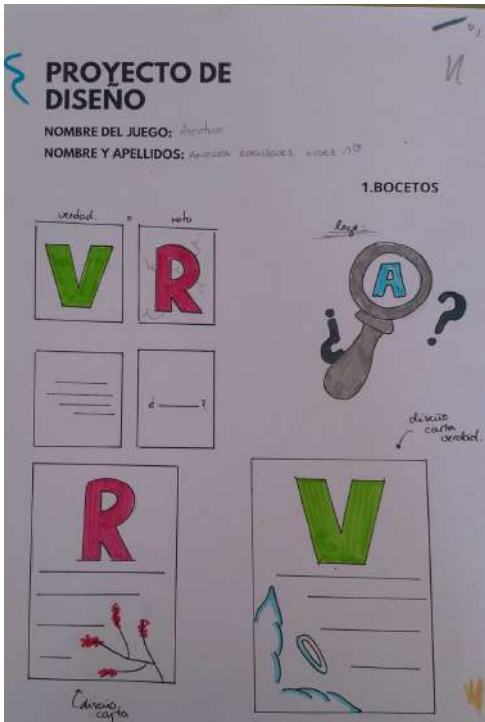 PROYECTO DE
DISEÑO
NOMBRE DEL JUEGO:
NOMBRE Y APELLIDOS:
1.BOCETOS
verdad. o reto
V R
logo:
A
¿ ?
¿ ?
diseño
carta
verdad.
R
V
diseño
carta